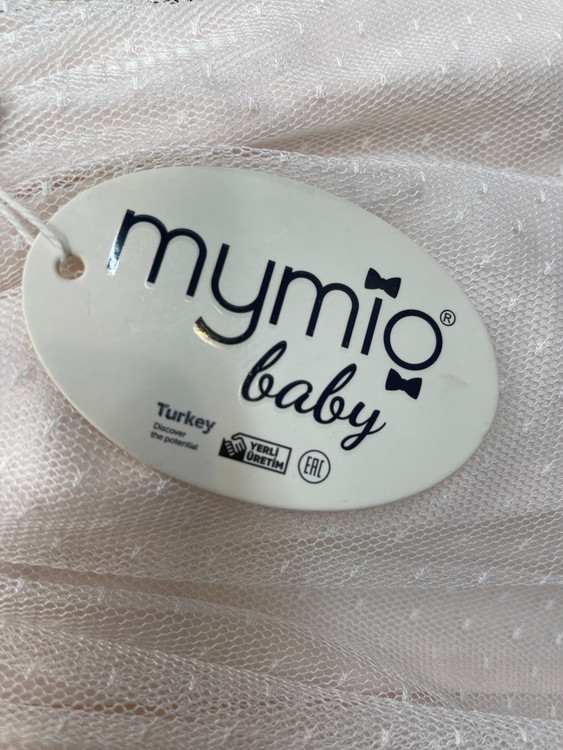 mymio®
baby
Turkey
Discover
the potential
YERLİ
ÜRETİM
EAC